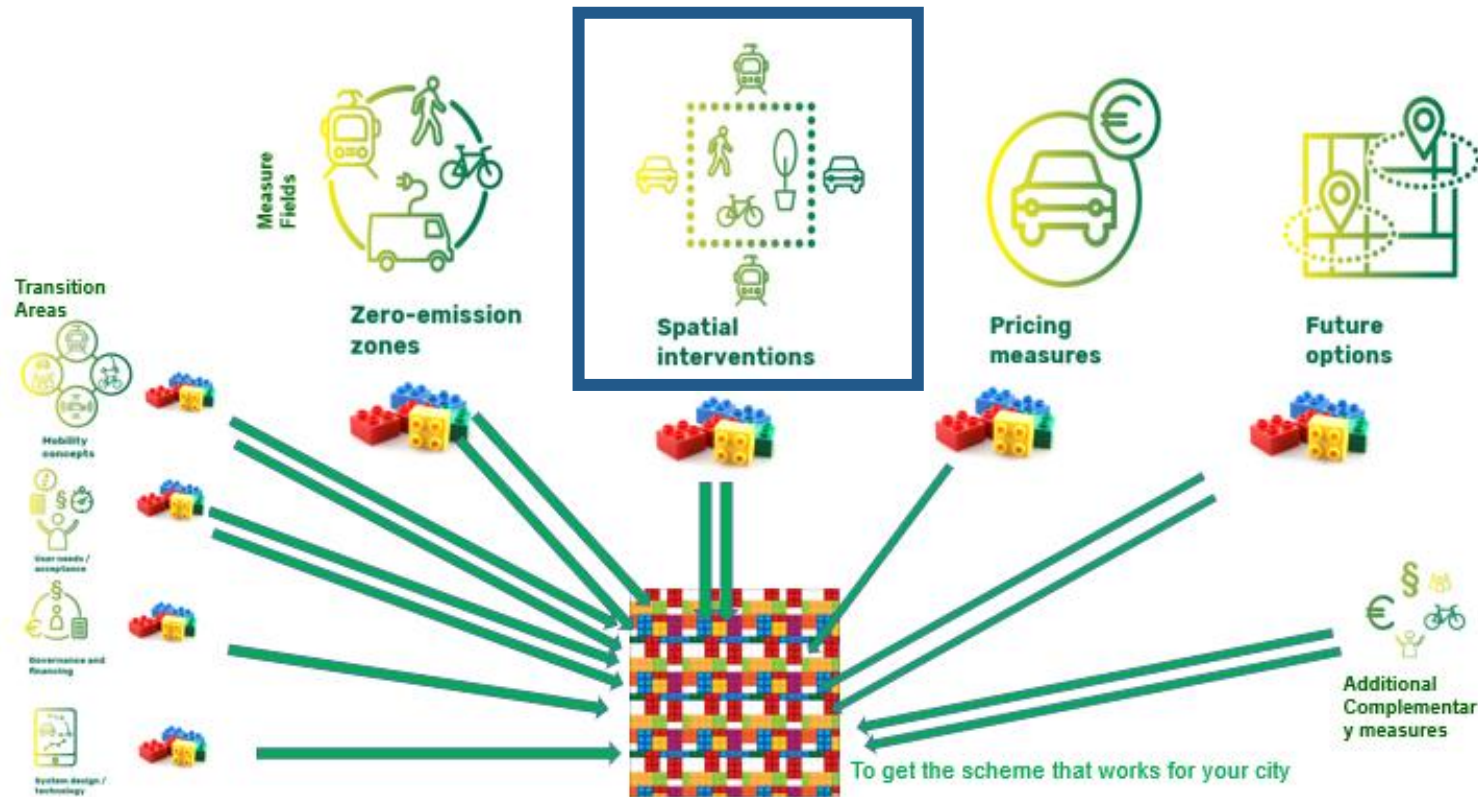 Measure
Fields
Transition
Areas
Zero-emission
zones
Spatial
interventions
Pricing
measures
Future
options
Mobility
concepts
User needs /
acceptance
Governance and
financing
System design /
technology
Additional
Complementar
y measures
To get the scheme that works for your city